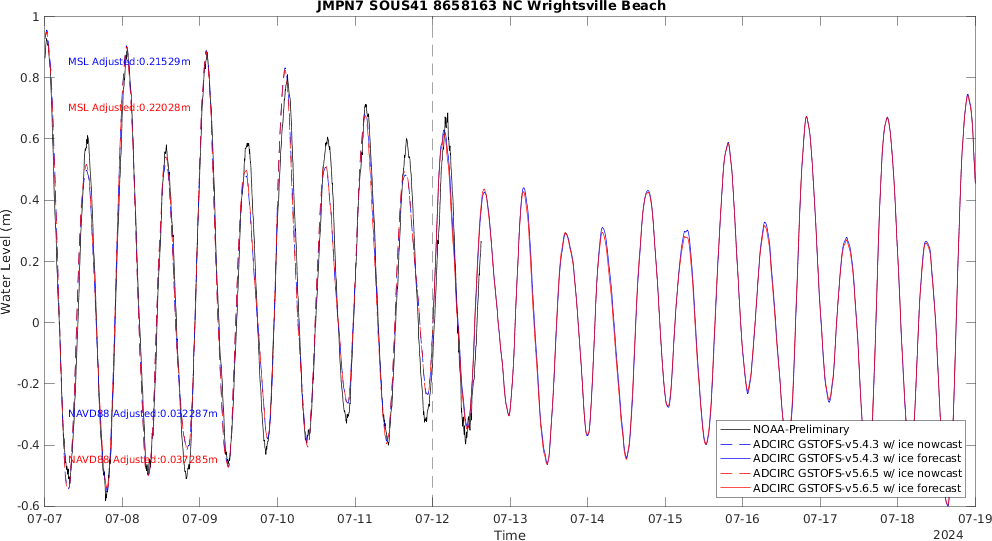 JMPN7 SOUS41 8658163 NC Wrightsville Beach
1
0.8
0.6
0.4
0.2
0
-0.2
-0.4
-0.6
Water Level (m)
MSL Adjusted:0.21529m
MSL Adjusted:0.22028m
NAVD88 Adjusted:0.032287m
NAVD88 Adjusted:0.037285m
NOAA-Preliminary
ADCIRC GSTOFS-v5.4.3 w/ ice nowcast
ADCIRC GSTOFS-v5.4.3 w/ ice forecast
ADCIRC GSTOFS-v5.6.5 w/ ice nowcast
ADCIRC GSTOFS-v5.6.5 w/ ice forecast
07-07 07-08 07-09 07-10 07-11 07-12 07-13 07-14 07-15 07-16 07-17 07-18 07-19
Time
2024